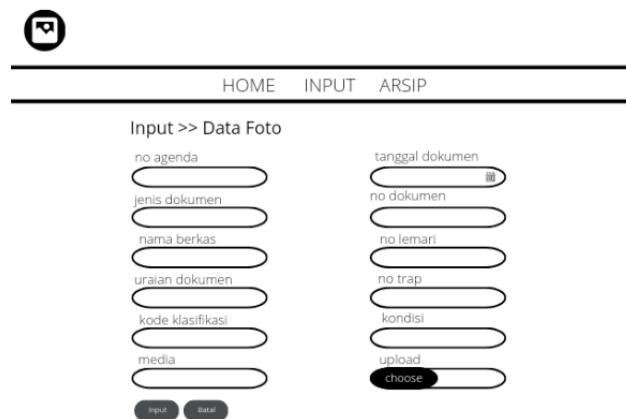 HOME INPUT ARSIP
Input >> Data Foto
no agenda
tanggal dokumen
jenis dokumen
no dokumen
nama berkas
no lemari
uraian dokumen
no trap
kode klasifikasi
kondisi
media
upload
choose
Input Batal